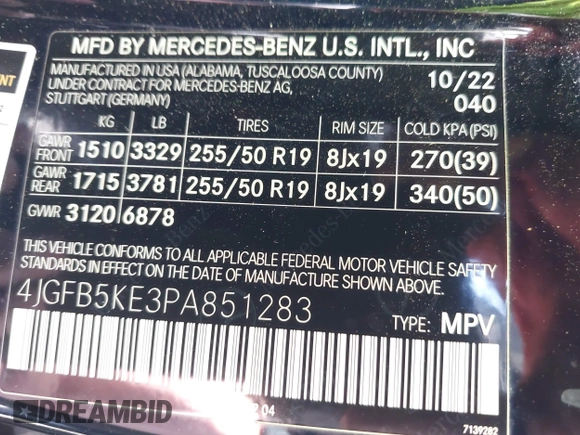 MFD BY MERCEDES-BENZ U.S. INTL., INC
MANUFACTURED IN USA (ALABAMA, TUSCALOOSA COUNTY) 10/22
UNDER CONTRACT FOR MERCEDES-BENZ AG,
STUTTGART (GERMANY) 040
KG LB TIRES RIM SIZE COLD KPA (PSI)
GAWR FRONT 1510 3329 255/50 R19 8Jx19 270(39)
GAWR REAR 1715 3781 255/50 R19 8Jx19 340(50)
GWR 3120 6878
THIS VEHICLE CONFORMS TO ALL APPLICABLE FEDERAL MOTOR VEHICLE SAFETY
IN EFFECT ON THE DATE OF MANUFACTURE SHOWN ABOVE.
4JGFB5KE3PA851283
TYPE: MPV
04
7139282
DREAMBID